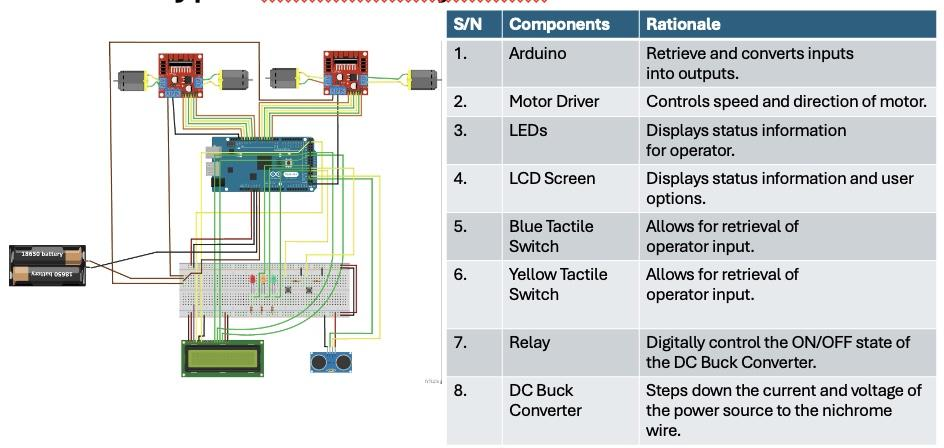 S/N Components Rationale
1. Arduino Retrieve and converts inputs
into outputs.
2. Motor Driver Controls speed and direction of motor.
3. LEDs Displays status information
for operator.
4. LCD Screen Displays status information and user
options.
5. Blue Tactile Allows for retrieval of
Switch operator input.
6. Yellow Tactile Allows for retrieval of
Switch operator input.
7. Relay Digitally control the ON/OFF state of
the DC Buck Converter.
8. DC Buck Steps down the current and voltage of
Converter the power source to the nichrome
wire.
18650 battery
18650 battery